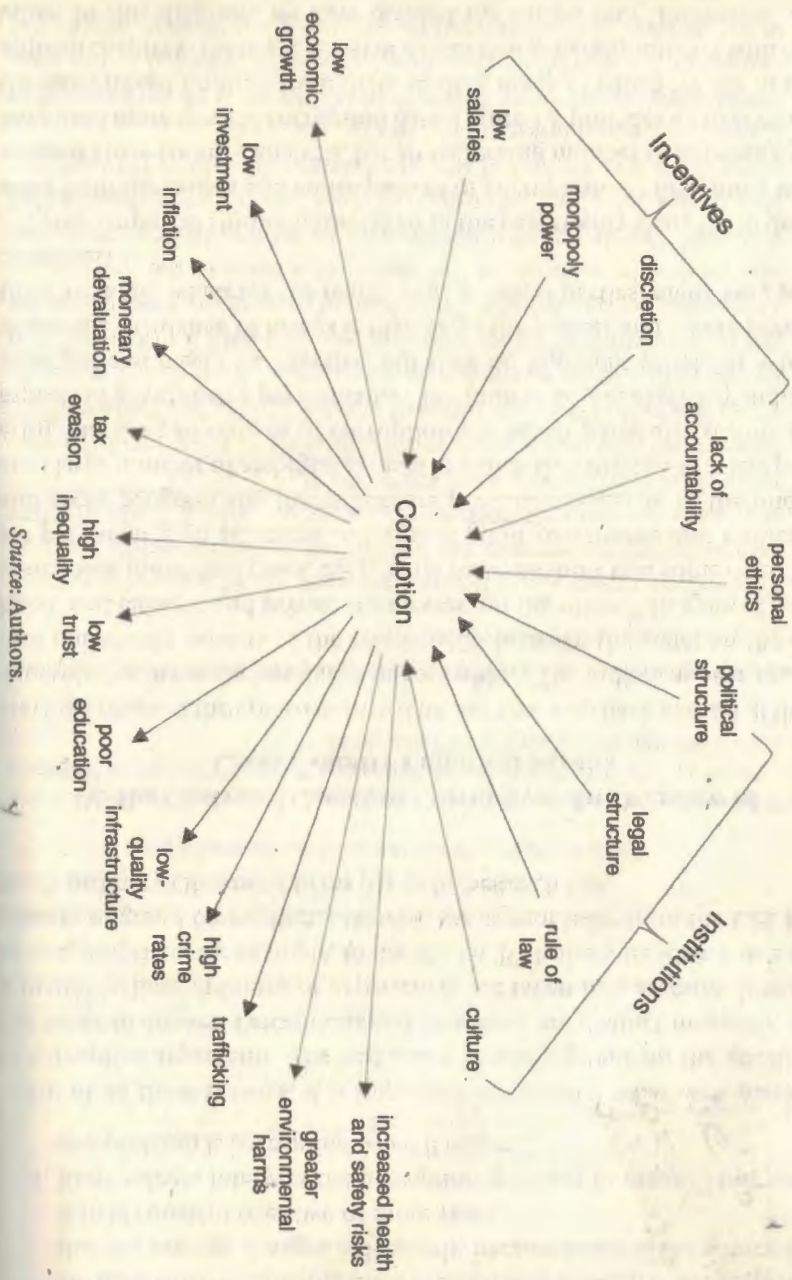 Incentives
Institutions
low
salaries
monopoly
power
discretion
lack of
accountability
personal
ethics
political
structure
legal
structure
rule of
law
culture
Corruption
low
economic
growth
low
investment
inflation
monetary
devaluation
tax
evasion
high
inequality
low
trust
poor
education
low-
quality
infrastructure
high
crime
rates
trafficking
greater
environmental
harms
increased health
and safety risks
Source: Authors.